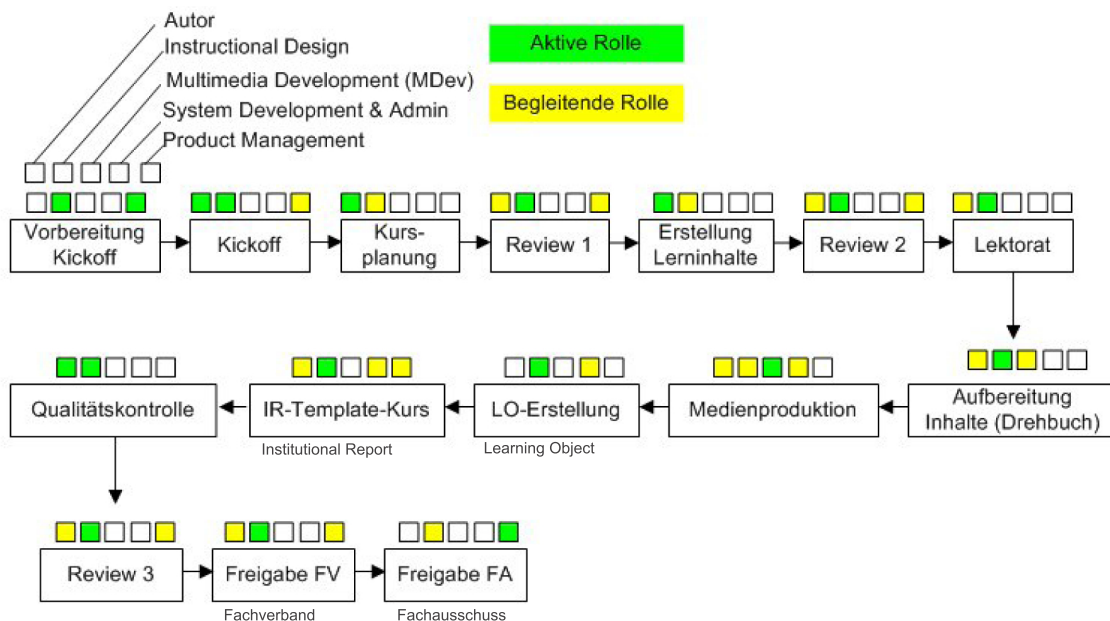 Autor
Instructional Design
Multimedia Development (MDev)
System Development & Admin
Product Management
Aktive Rolle
Begleitende Rolle
Vorbereitung
Kickoff
Kickoff
Kurs-
planung
Review 1
Erstellung
Lerninhalte
Review 2
Lektorat
Aufbereitung
Inhalte (Drehbuch)
Medienproduktion
LO-Erstellung
Learning Object
IR-Template-Kurs
Institutional Report
Qualitätskontrolle
Review 3
Freigabe FV
Fachverband
Freigabe FA
Fachausschuss